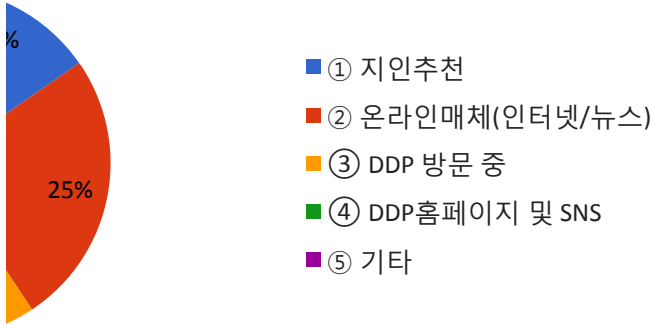 %
25%
① 지인추천
② 온라인매체(인터넷/뉴스)
③ DDP 방문 중
④ DDP홈페이지 및 SNS
⑤ 기타